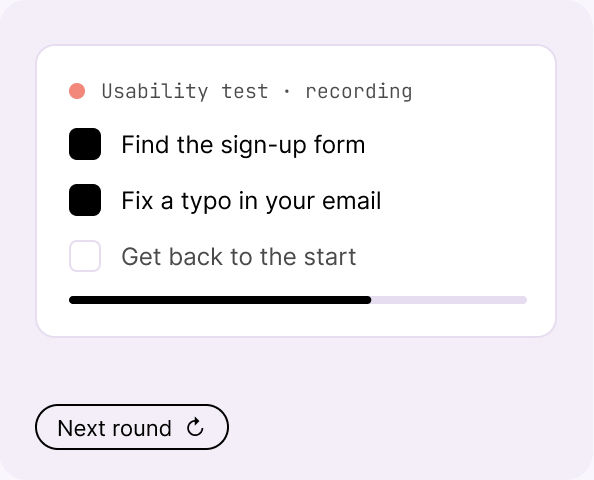 Usability test · recording
Find the sign-up form
Fix a typo in your email
Get back to the start
Next round